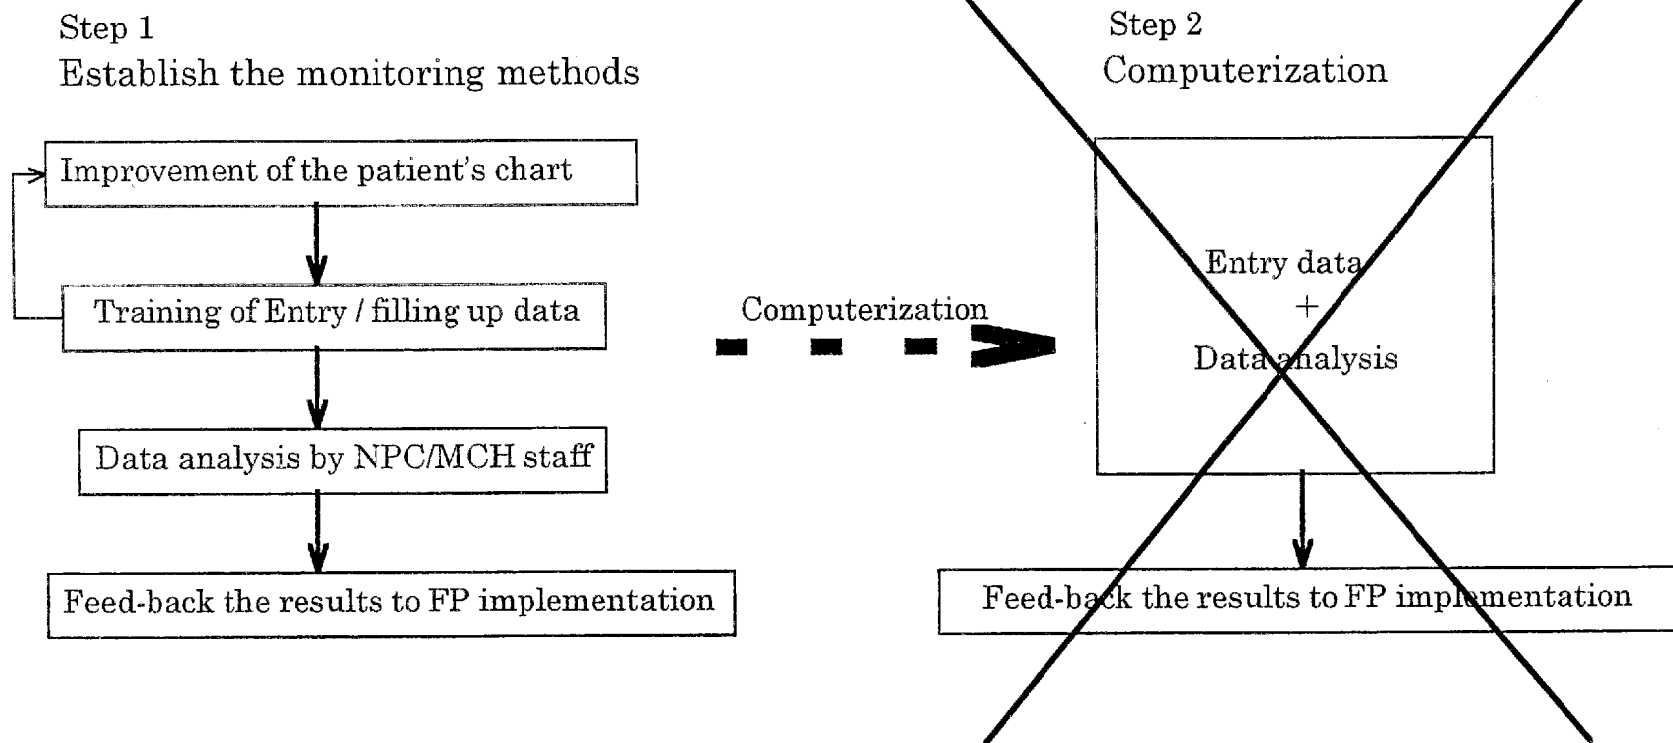 Step 1
Establish the monitoring methods
Improvement of the patient's chart
Training of Entry / filling up data
Data analysis by NPC/MCH staff
Feed-back the results to FP implementation
Computerization
Step 2
Computerization
Entry data
+
Data analysis
Feed-back the results to FP implementation